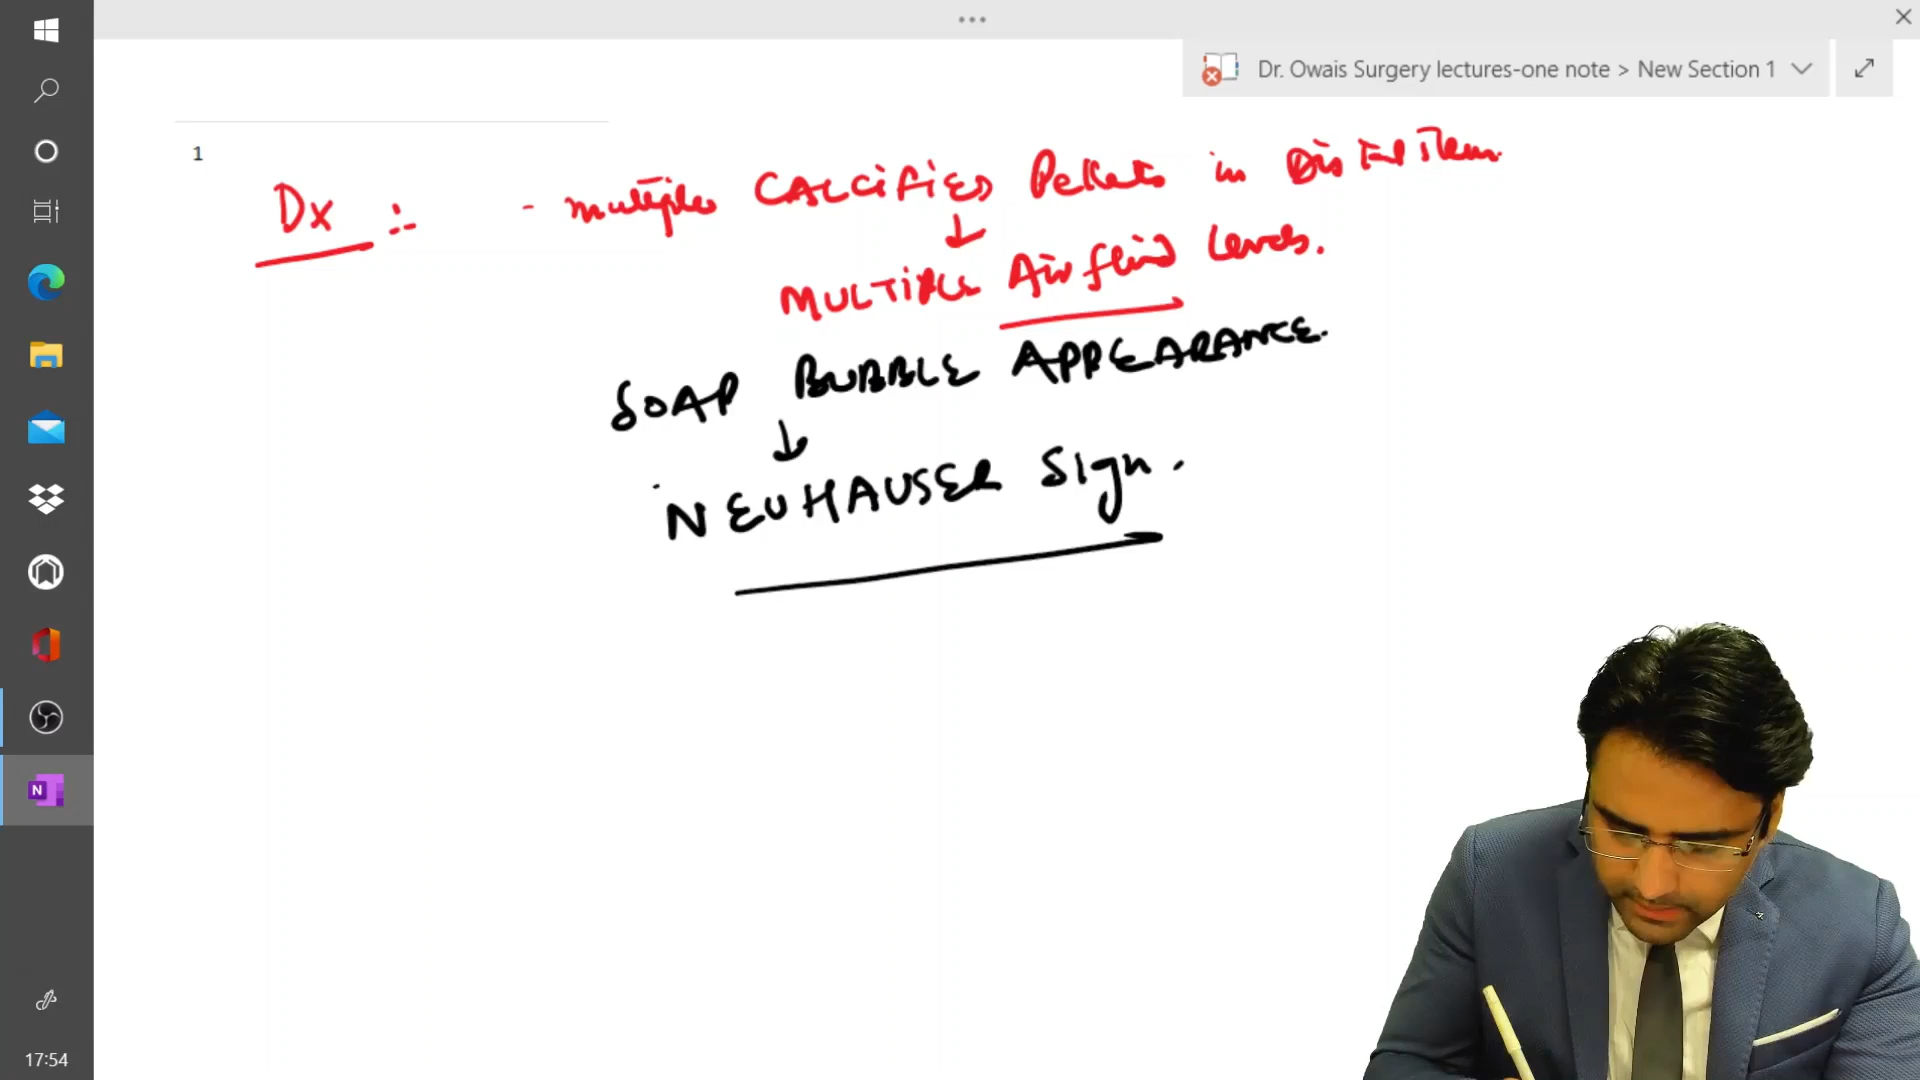 Dr. Owais Surgery lectures-one note > New Section 1
1
Dx :- - multiple CALCiFiED Pellets in Distal Ileum.
↓
MULTiPLE Air fluid Levels.
SOAP BUBBLE APPEARANCE.
↓
NEUHAUSER Sign.
N
17:54